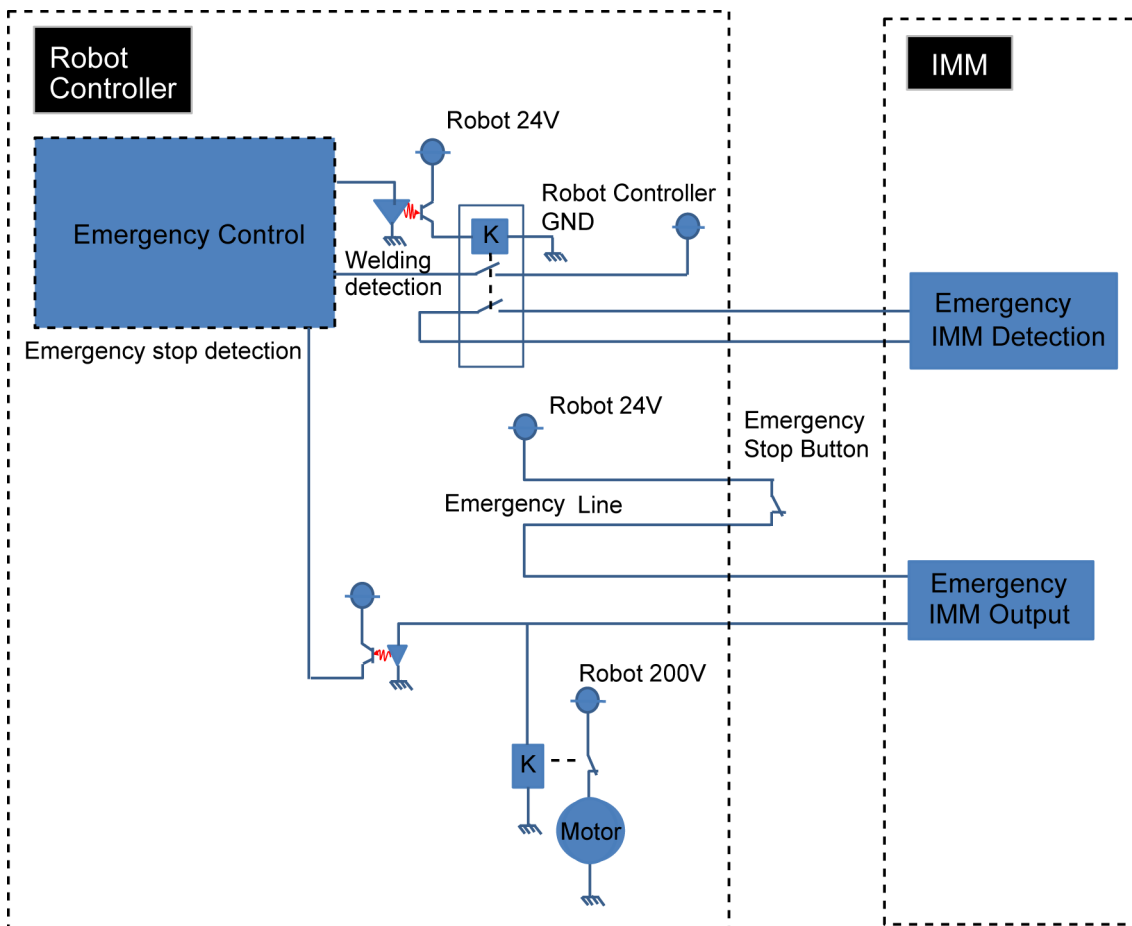 Robot
Controller
IMM
Robot 24V
Emergency Control
Robot Controller
GND
K
Welding
detection
Emergency
IMM Detection
Emergency stop detection
Robot 24V
Emergency
Stop Button
Emergency Line
Emergency
IMM Output
Robot 200V
K
Motor